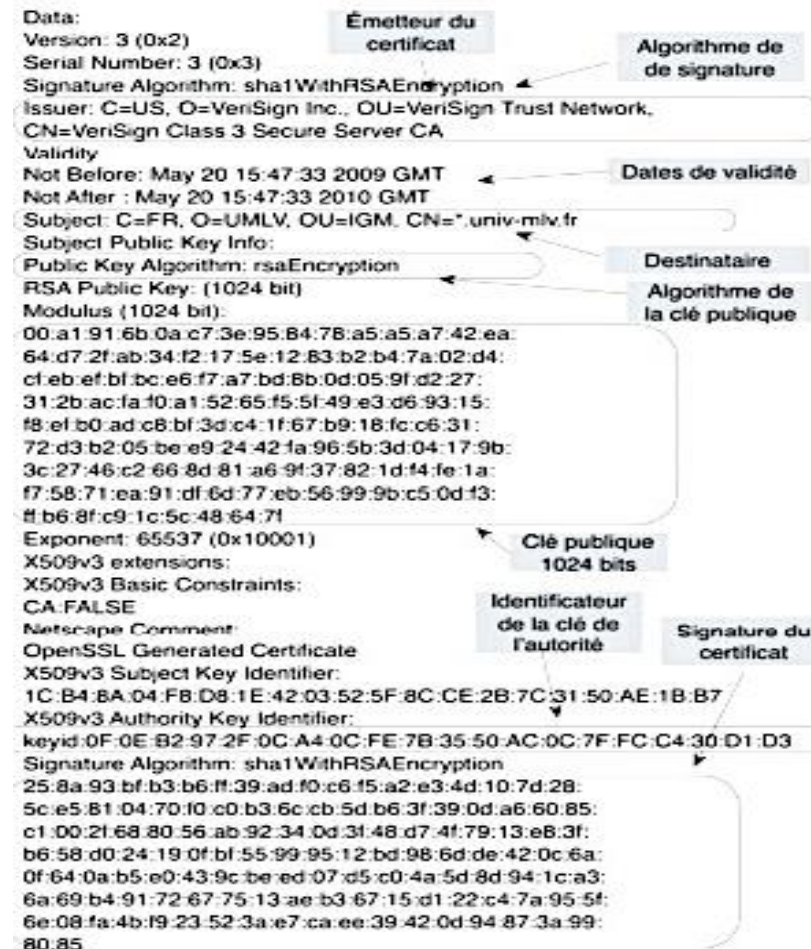 Data:
Émetteur du
certificat
Version: 3 (0x2)
Serial Number: 3 (0x3)
Algorithme de
de signature
Signature Algorithm: sha1WithRSAEncryption
Issuer: C=US, O=VeriSign Inc., OU=VeriSign Trust Network,
CN=VeriSign Class 3 Secure Server CA
Validity
Not Before: May 20 15:47:33 2009 GMT
Dates de validité
Not After : May 20 15:47:33 2010 GMT
Subject: C=FR, O=UMLV, OU=IGM, CN=*.univ-mlv.fr
Subject Public Key Info:
Destinataire
Public Key Algorithm: rsaEncryption
RSA Public Key: (1024 bit)
Algorithme de
la clé publique
Modulus (1024 bit):
00:a1:91:6b:0a:c7:3e:95:84:78:a5:a5:a7:42:ea:
64:d7:2f:ab:34:f2:17:5e:12:83:b2:b4:7a:02:d4:
cf:eb:ef:bf:bc:e6:f7:a7:bd:8b:0d:05:9f:d2:27:
31:2b:ac:fa:f0:a1:52:65:f5:5f:49:e3:d6:93:15:
f8:ef:b0:ad:c8:bf:3d:c4:1f:67:b9:18:fc:c6:31:
72:d3:b2:05:be:e9:24:42:fa:96:5b:3d:04:17:9b:
3c:27:46:c2:66:8d:81:a6:9f:37:82:1d:f4:fe:1a:
f7:58:71:ea:91:df:6d:77:eb:56:99:9b:c5:0d:f3:
ff:b6:8f:c9:1c:5c:48:64:7f
Exponent: 65537 (0x10001)
Clé publique
1024 bits
X509v3 extensions:
X509v3 Basic Constraints:
CA:FALSE
Identificateur
de la clé de
l'autorité
Signature du
certificat
Netscape Comment:
OpenSSL Generated Certificate
X509v3 Subject Key Identifier:
1C:B4:8A:04:F8:D8:1E:42:03:52:5F:8C:CE:2B:7C:31:50:AE:1B:B7
X509v3 Authority Key Identifier:
keyid:0F:0E:B2:97:2F:0C:A4:0C:FE:7B:35:50:AC:0C:7F:FC:C4:30:D1:D3
Signature Algorithm: sha1WithRSAEncryption
25:8a:93:bf:b3:b6:ff:39:ad:f0:c6:f5:a2:e3:4d:10:7d:28:
5c:e5:81:04:70:f0:c0:b3:6c:cb:5d:b6:3f:39:0d:a6:60:85:
c1:00:2f:68:80:56:ab:92:34:0d:3f:48:d7:4f:79:13:e8:3f:
b6:58:d0:24:19:0f:bf:55:99:95:12:bd:98:6d:de:42:0c:6a:
0f:64:0a:b5:e0:43:9c:be:ed:07:d5:c0:4a:5d:8d:94:1c:a3:
6a:69:b4:91:72:67:75:13:ae:b3:67:15:d1:22:c4:7a:95:5f:
6e:08:fa:4b:f9:23:52:3a:e7:ca:ee:39:42:0d:94:87:3a:99:
80:85